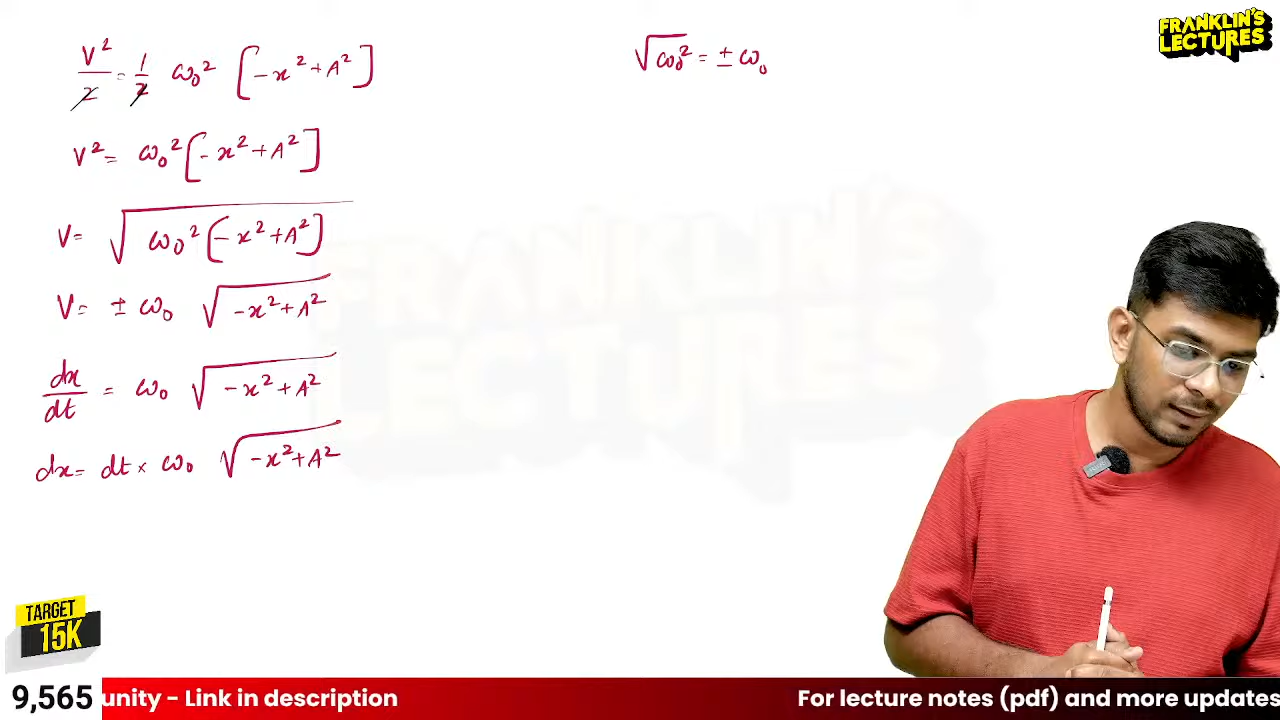 V²/2 = 1/2 ω₀² [-x² + A²]
V² = ω₀² [-x² + A²]
V = √(ω₀² [-x² + A²])
V = ± ω₀ √(-x² + A²)
dx/dt = ω₀ √(-x² + A²)
dx = dt × ω₀ √(-x² + A²)
√(ω₀²) = ± ω₀
FRANKLIN'S
LECTURES
FRANKLIN'S
LECTURES
TARGET
15K
9,565
unity - Link in description
For lecture notes (pdf) and more updates